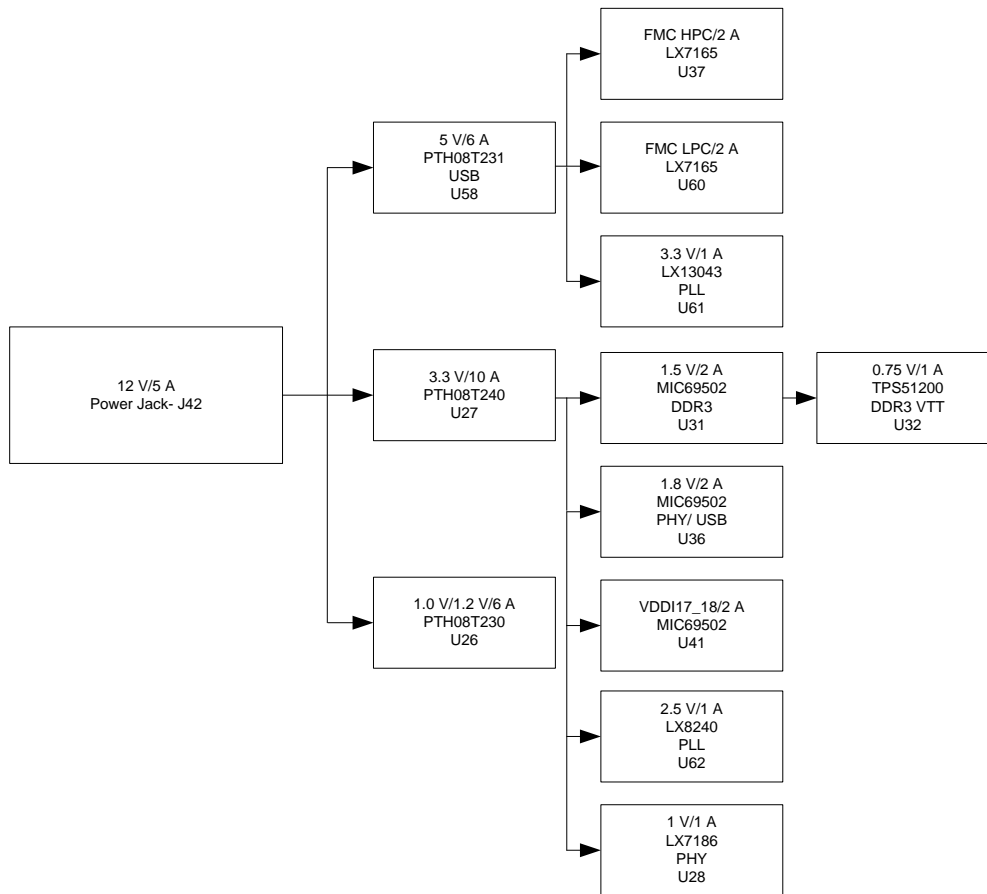 FMC HPC/2 A
LX7165
U37
5 V/6 A
PTH08T231
USB
U58
FMC LPC/2 A
LX7165
U60
3.3 V/1 A
LX13043
PLL
U61
12 V/5 A
Power Jack- J42
3.3 V/10 A
PTH08T240
U27
1.5 V/2 A
MIC69502
DDR3
U31
0.75 V/1 A
TPS51200
DDR3 VTT
U32
1.8 V/2 A
MIC69502
PHY/ USB
U36
1.0 V/1.2 V/6 A
PTH08T230
U26
VDDI17_18/2 A
MIC69502
U41
2.5 V/1 A
LX8240
PLL
U62
1 V/1 A
LX7186
PHY
U28